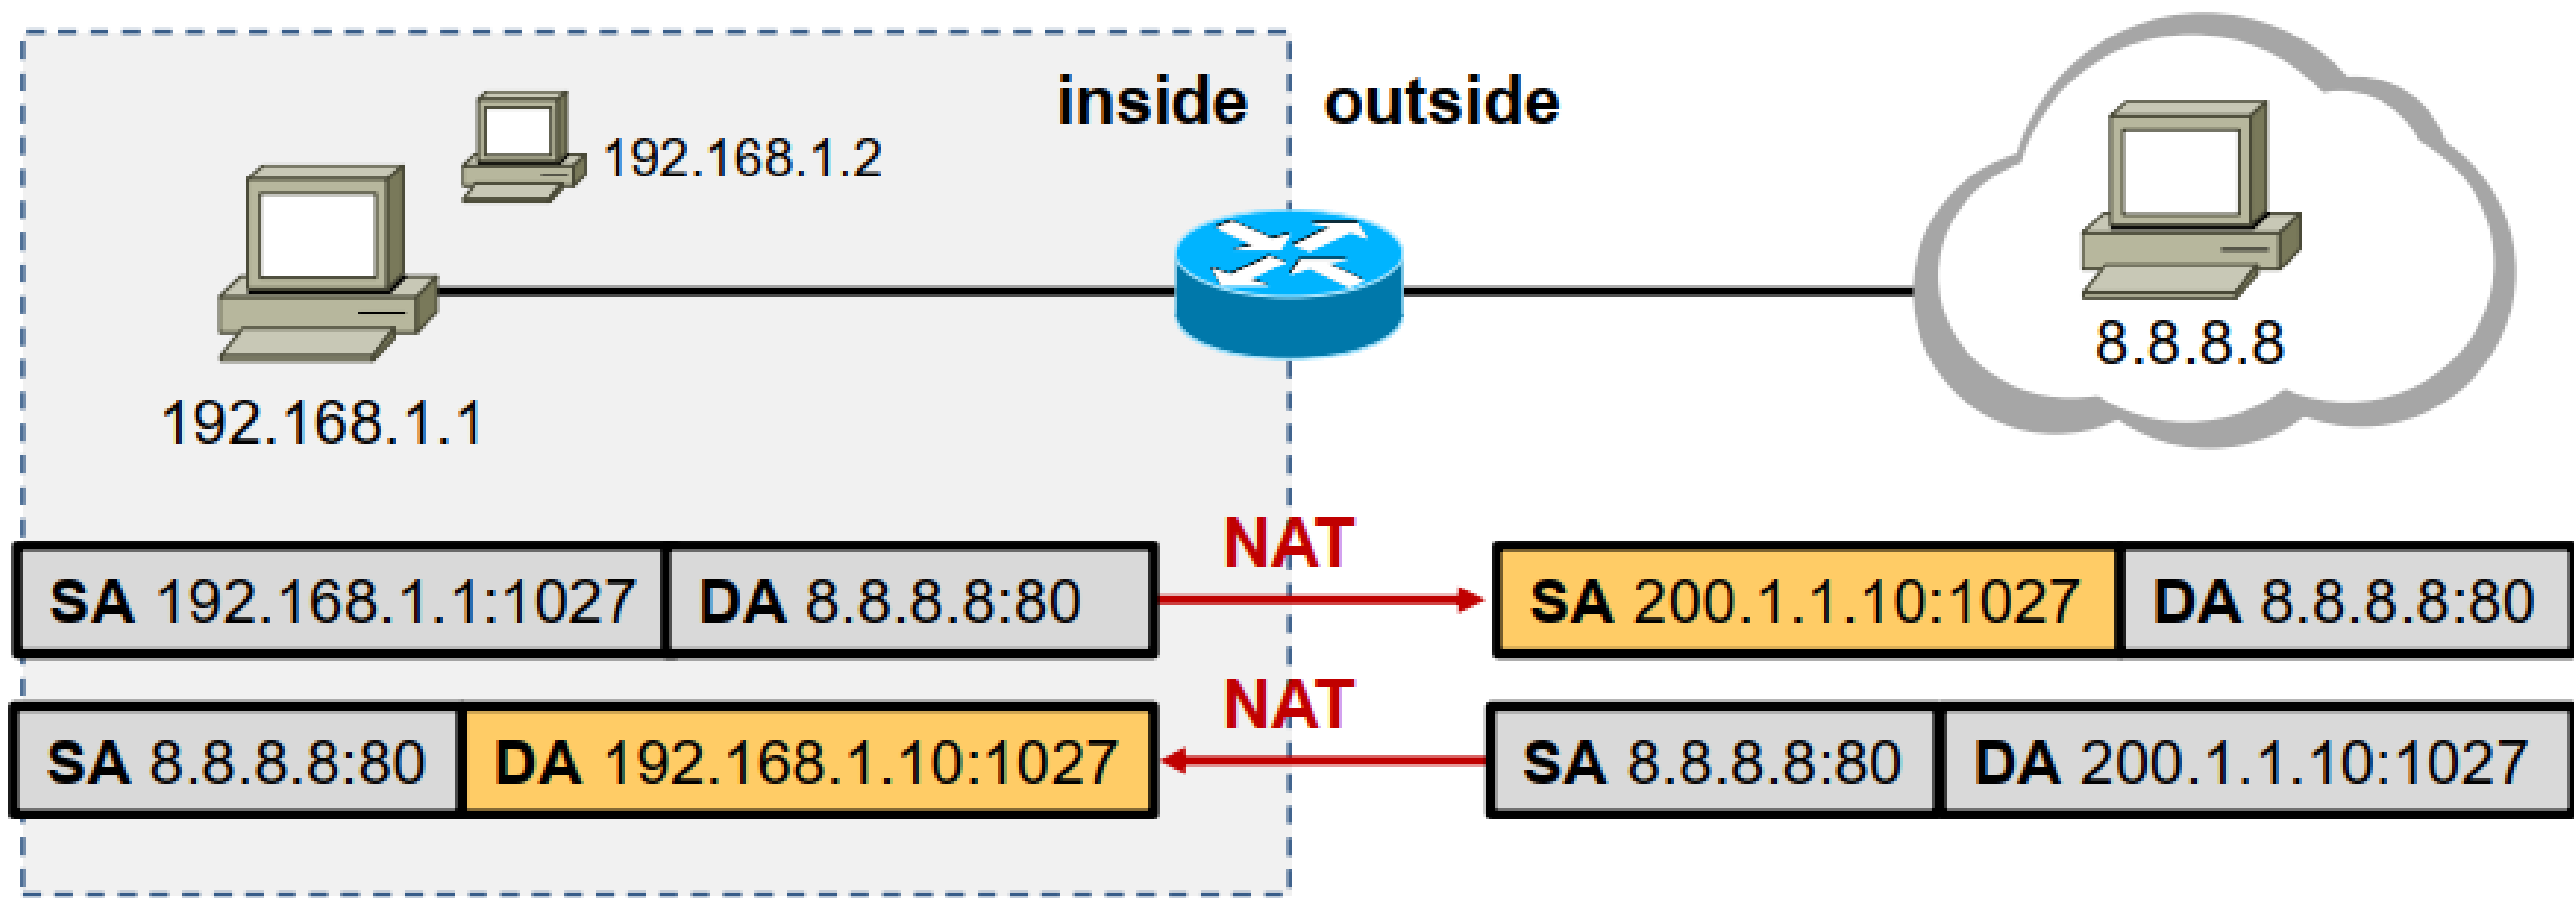 inside outside
192.168.1.2
192.168.1.1
8.8.8.8
NAT
SA 192.168.1.1:1027 DA 8.8.8.8:80
SA 200.1.1.10:1027 DA 8.8.8.8:80
NAT
SA 8.8.8.8:80 DA 192.168.1.10:1027
SA 8.8.8.8:80 DA 200.1.1.10:1027